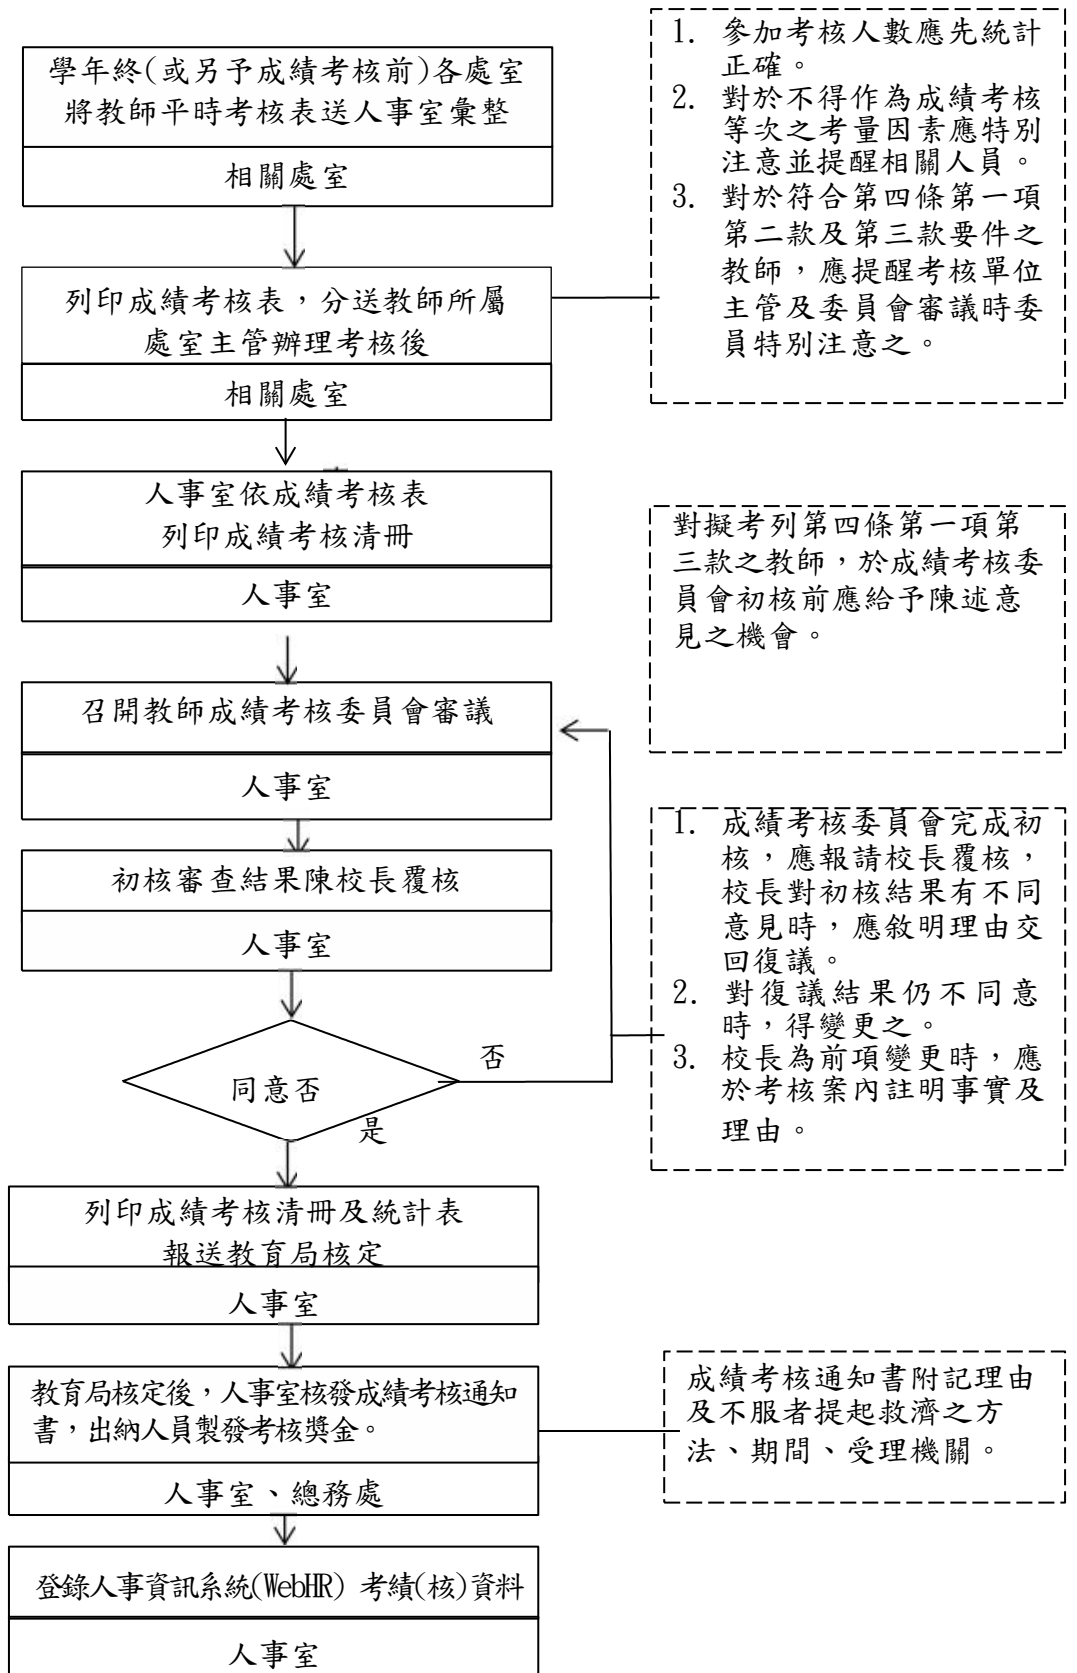 學年終(或另予成績考核前)各處室
將教師平時考核表送人事室彙整
相關處室
1. 參加考核人數應先統計
正確。
2. 對於不得作為成績考核
等次之考量因素應特別
注意並提醒相關人員。
3. 對於符合第四條第一項
第二款及第三款要件之
教師，應提醒考核單位
主管及委員會審議時委
員特別注意之。
列印成績考核表，分送教師所屬
處室主管辦理考核後
相關處室
人事室依成績考核表
列印成績考核清冊
人事室
對擬考列第四條第一項第
三款之教師，於成績考核委
員會初核前應給予陳述意
見之機會。
召開教師成績考核委員會審議
人事室
初核審查結果陳校長覆核
人事室
1. 成績考核委員會完成初
核，應報請校長覆核，
校長對初核結果有不同
意見時，應敘明理由交
回復議。
2. 對復議結果仍不同意
時，得變更之。
3. 校長為前項變更時，應
於考核案內註明事實及
理由。
同意否
否
是
列印成績考核清冊及統計表
報送教育局核定
人事室
教育局核定後，人事室核發成績考核通知
書，出納人員製發考核獎金。
人事室、總務處
成績考核通知書附記理由
及不服者提起救濟之方
法、期間、受理機關。
登錄人事資訊系統(WebHR) 考績(核)資料
人事室